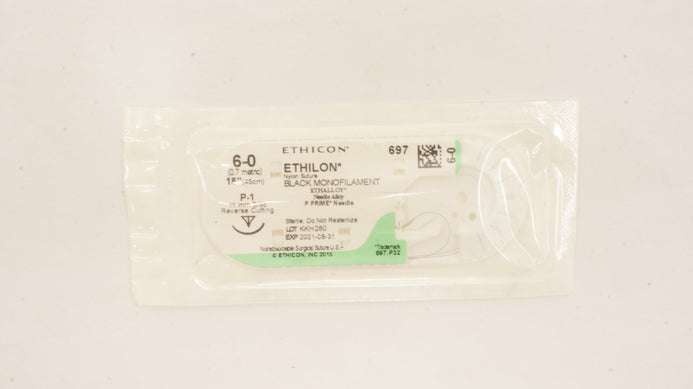 ETHICON*
697
6-0
(0.7 metric)
18" (45cm)
ETHILON*
Nylon Suture
BLACK MONOFILAMENT
ETHALLOY*
Needle Alloy
P PRIME* Needle
P-1
Reverse Cutting
Sterile. Do Not Resterilize
LOT KKH260
EXP 2021-05-31
Nonabsorbable Surgical Suture U.S.P.
© ETHICON, INC 2015
*Trademark
697.P32
6-0